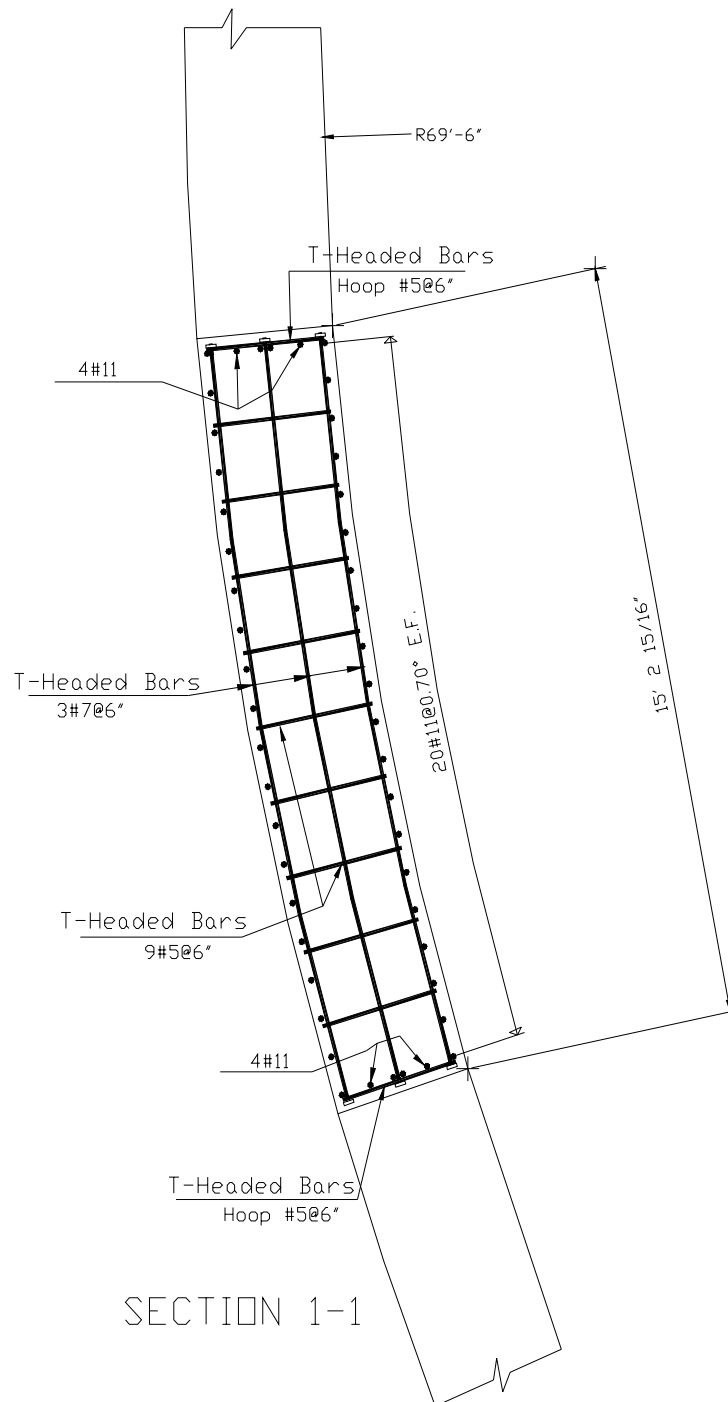 R69'-6"
T-Headed Bars
Hoop #5@6"
4#11
20#11@0.70° E.F.
15' 2 15/16"
T-Headed Bars
3#7@6"
T-Headed Bars
9#5@6"
4#11
T-Headed Bars
Hoop #5@6"
SECTION 1-1